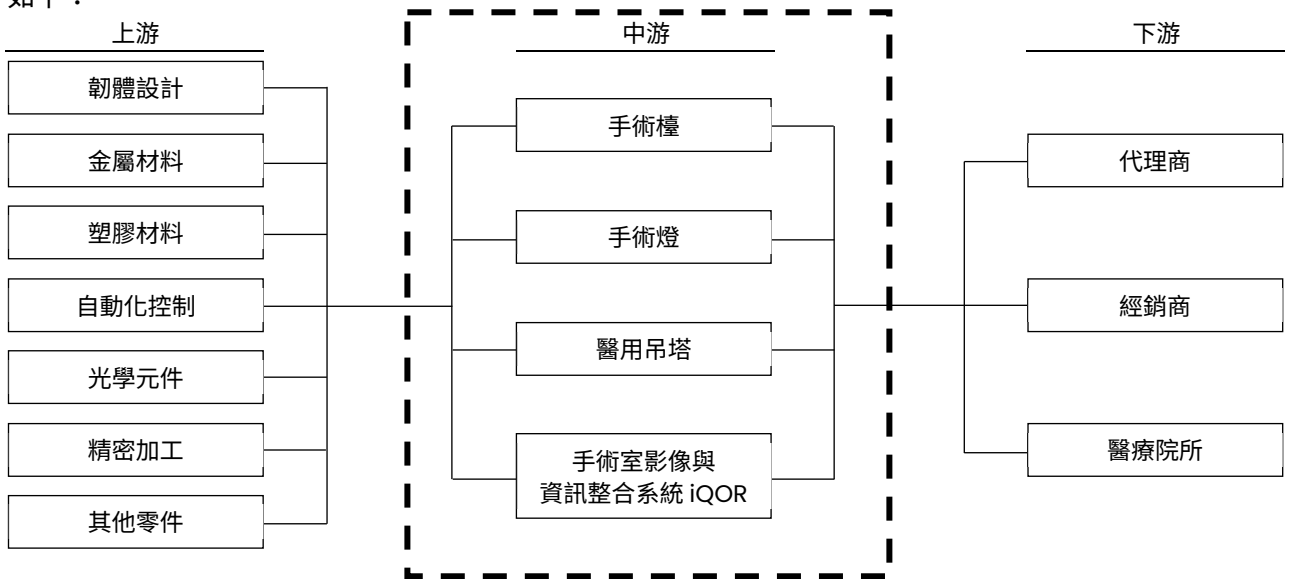 如下：
上游
韌體設計
金屬材料
塑膠材料
自動化控制
光學元件
精密加工
其他零件
中游
手術檯
手術燈
醫用吊塔
手術室影像與
資訊整合系統 iQOR
下游
代理商
經銷商
醫療院所